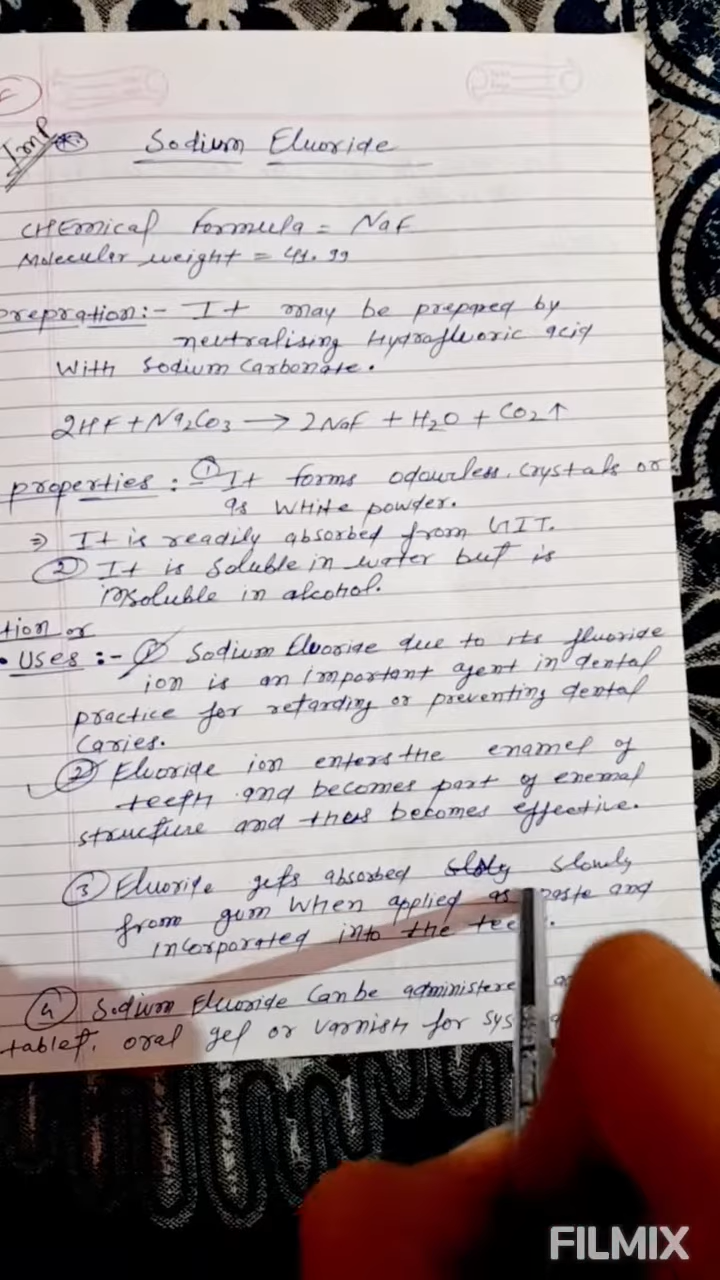 Imp
Sodium Fluoride
CHEmical formula = NaF
Molecular weight = 41.99
prepration:- It may be prepared by
neutralising Hydrofluoric acid
With Sodium Carbonate.
2HF + Na2Co3 → 2NaF + H2O + CO2↑
properties : - ① It forms odourless, crystals or
as White powder.
⇒ It is readily absorbed from GIT.
② It is soluble in water but is
insoluble in alcohol.
tion or
• Uses :- ① Sodium Fluoride due to its fluoride
ion is an important agent in dental
practice for retarding or preventing dental
caries.
② Fluoride ion enters the enamel of
teeth and becomes part of enemal
structure and thus becomes effective.
③ Fluoride gets absorbed slowly
from gum when applied as paste and
incorporated into the
④ Sodium Fluoride Can be
tablet, oral gel or varnish for
FILMIX